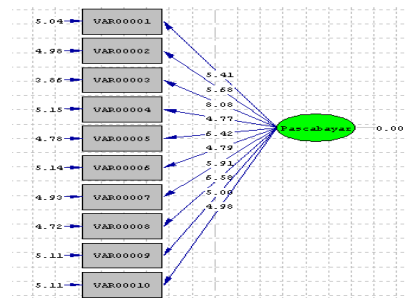 5.04 VAR00001
4.98 VAR00002
3.86 VAR00003
5.15 VAR00004
4.78 VAR00005
5.14 VAR00006
4.93 VAR00007
4.72 VAR00008
5.11 VAR00009
5.11 VAR00010
5.41
5.68
8.08
4.77
6.42
4.79
5.91
6.58
5.00
4.98
Pascabayar
0.00